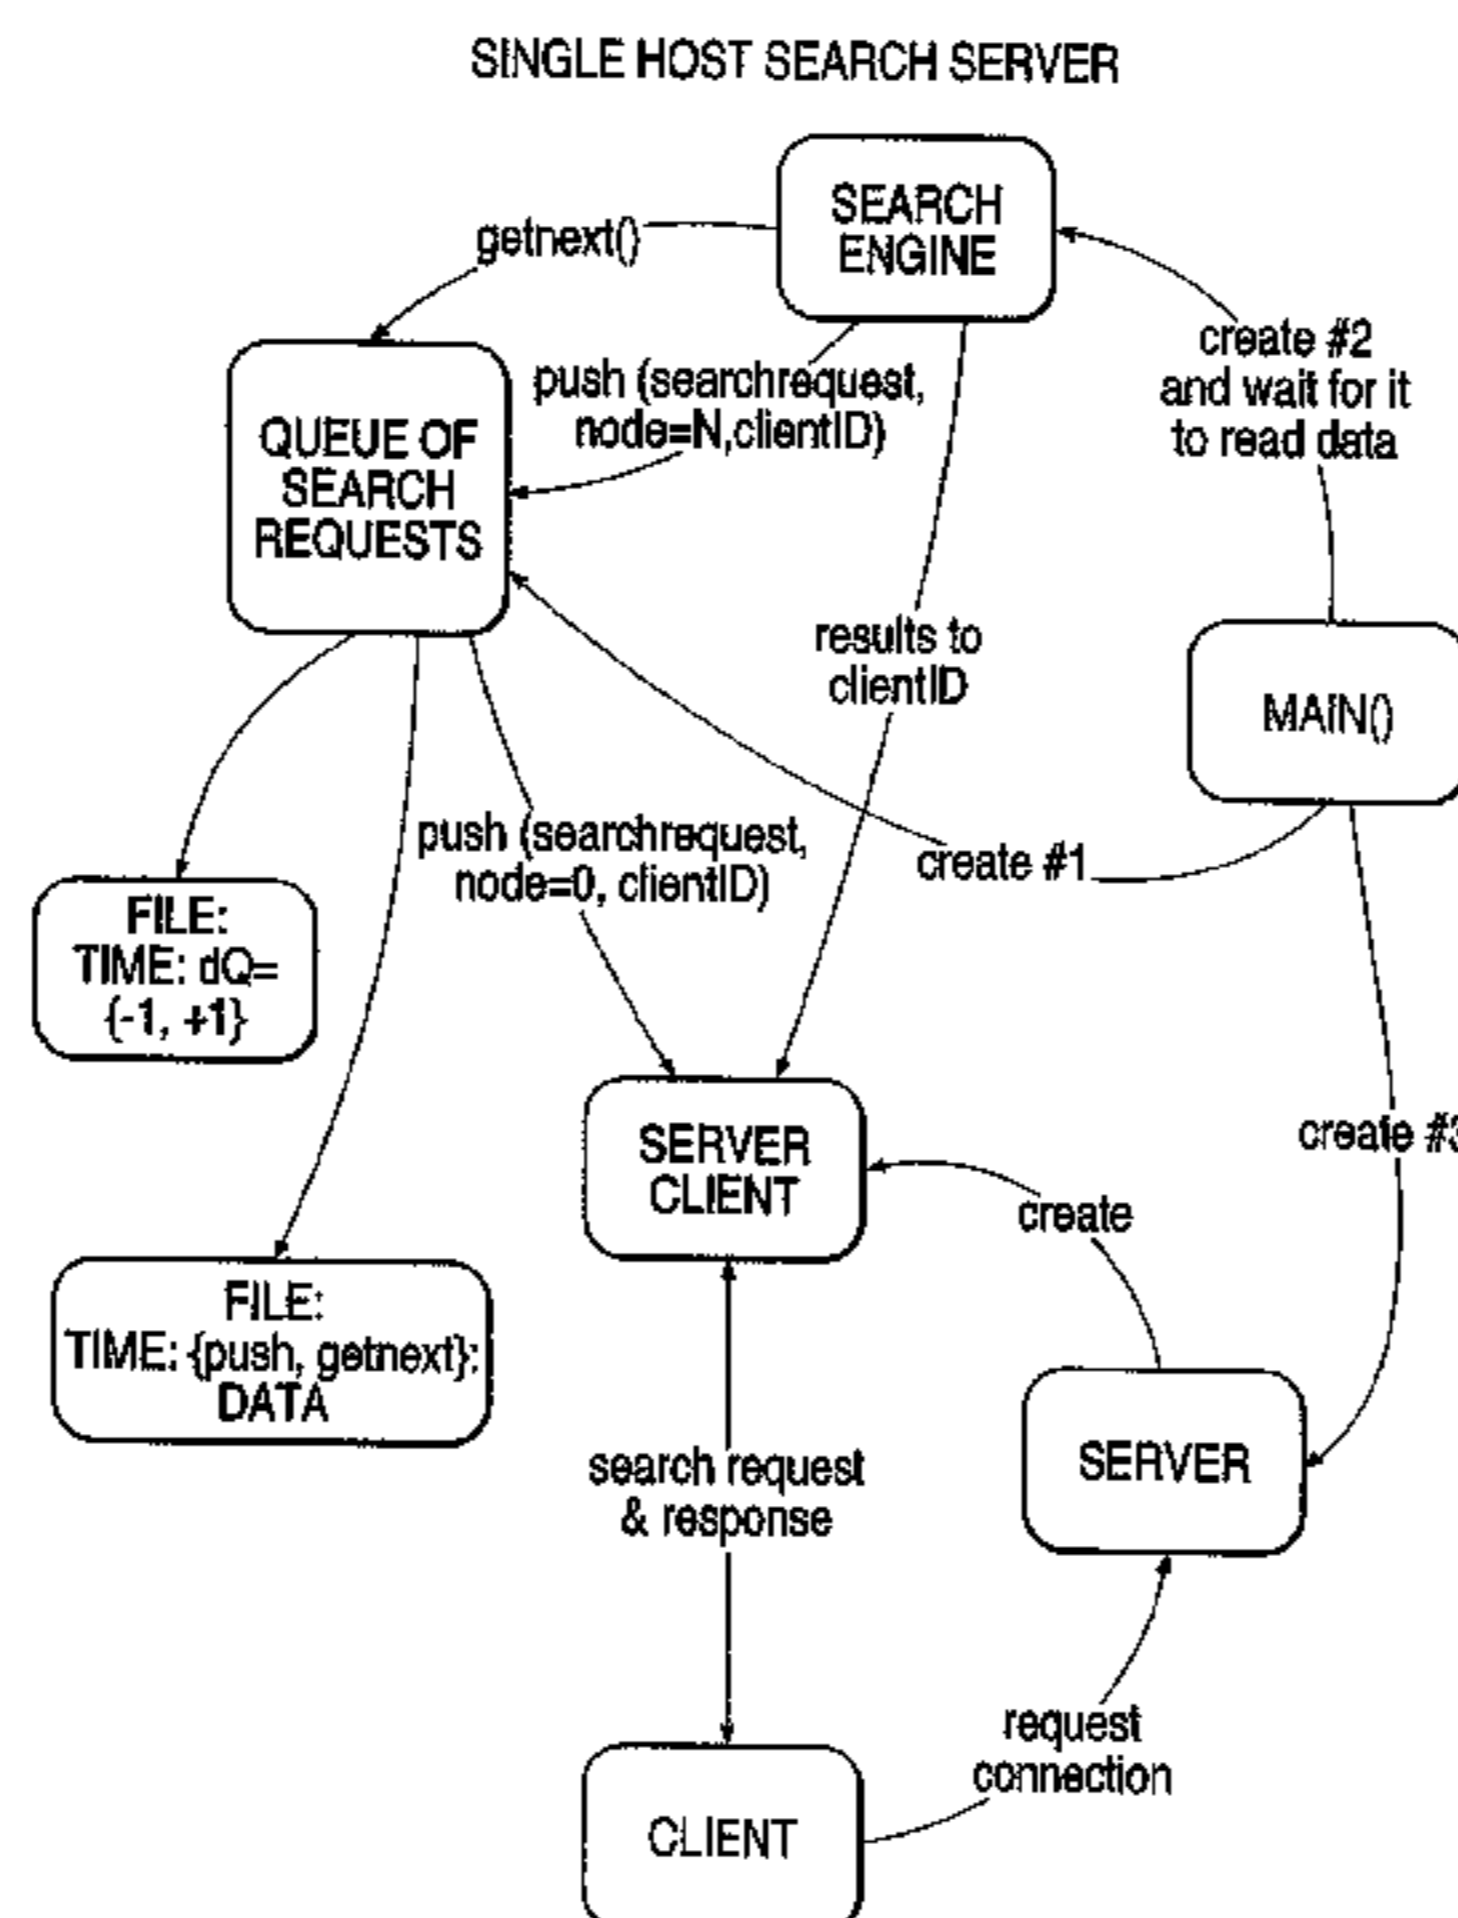 SINGLE HOST SEARCH SERVER
SEARCH
ENGINE
getnext()
create #2
and wait for it
to read data
push (searchrequest,
node=N,clientID)
QUEUE OF
SEARCH
REQUESTS
results to
clientID
MAIN()
push (searchrequest,
node=0, clientID)
create #1
FILE:
TIME: dQ=
{-1, +1}
create #3
SERVER
CLIENT
create
FILE:
TIME: {push, getnext}:
DATA
SERVER
search request
& response
request
connection
CLIENT